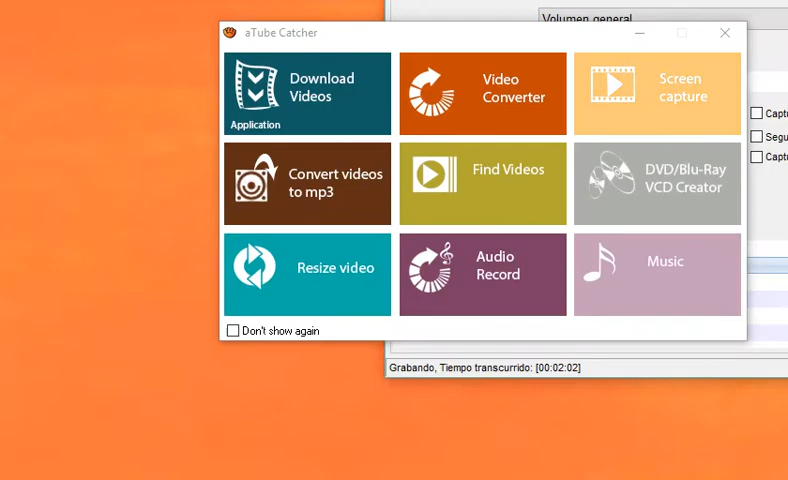 Volumen general
aTube Catcher
Download
Videos
Application
Video
Converter
Screen
capture
Captu
Segu
Captu
Convert videos
to mp3
Find Videos
DVD/Blu-Ray
VCD Creator
Resize video
Audio
Record
Music
Don't show again
Grabando, Tiempo transcurrido: [00:02:02]